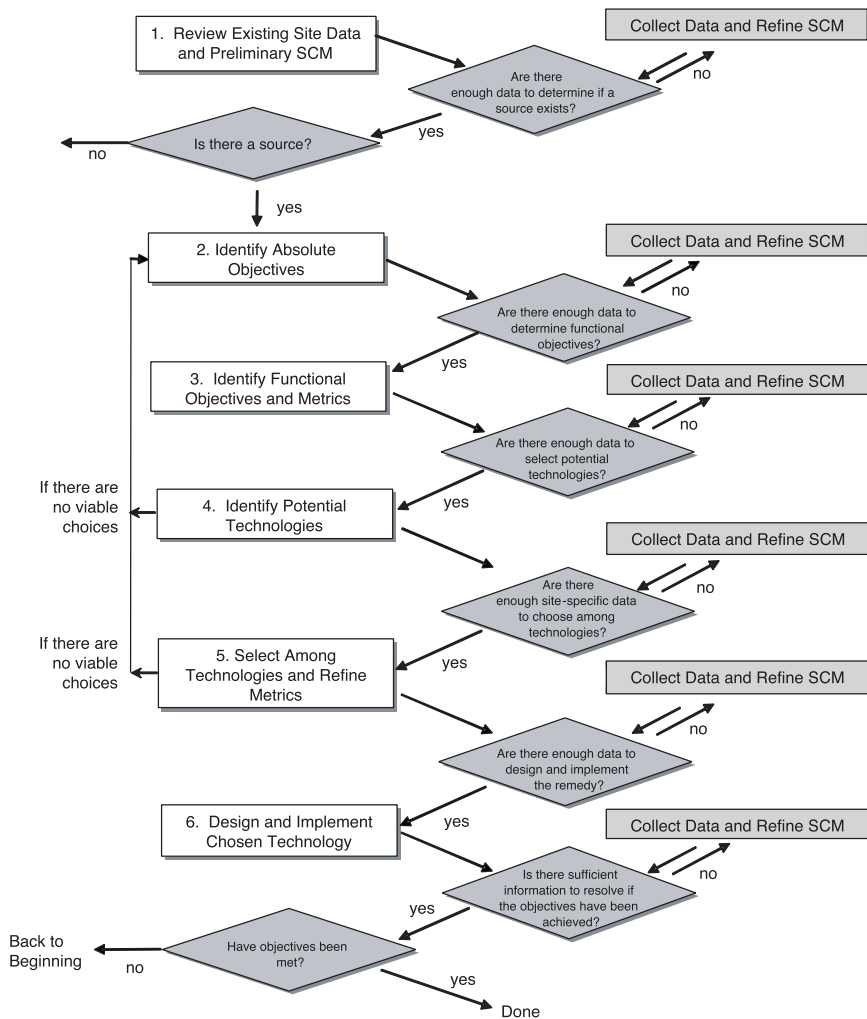 1. Review Existing Site Data
and Preliminary SCM
Collect Data and Refine SCM
Are there
enough data to determine if a
source exists?
no
yes
Is there a source?
no
yes
2. Identify Absolute
Objectives
Collect Data and Refine SCM
no
Are there enough data to
determine functional
objectives?
yes
3. Identify Functional
Objectives and Metrics
Collect Data and Refine SCM
no
Are there enough data to
select potential
technologies?
yes
If there are
no viable
choices
4. Identify Potential
Technologies
Collect Data and Refine SCM
no
Are there
enough site-specific data
to choose among
technologies?
yes
If there are
no viable
choices
5. Select Among
Technologies and Refine
Metrics
Collect Data and Refine SCM
no
Are there enough data to
design and implement
the remedy?
yes
6. Design and Implement
Chosen Technology
Collect Data and Refine SCM
no
Is there sufficient
information to resolve if
the objectives have been
achieved?
yes
Have objectives been
met?
no
Back to
Beginning
yes
Done